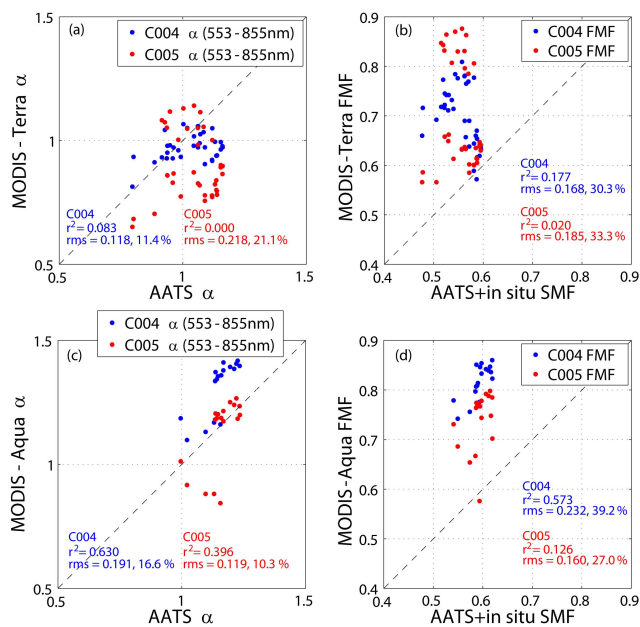 (a)
C004 α (553-855nm)
C005 α (553-855nm)
MODIS - Terra α
1.5
1
0.5
C004
r²= 0.083
rms = 0.118, 11.4 %
C005
r²= 0.000
rms = 0.218, 21.1 %
0.5
1
1.5
AATS α
(b)
C004 FMF
C005 FMF
MODIS-Terra FMF
0.9
0.8
0.7
0.6
0.5
0.4
C004
r²= 0.177
rms = 0.168, 30.3 %
C005
r²= 0.020
rms = 0.185, 33.3 %
0.4
0.5
0.6
0.7
0.8
0.9
AATS+in situ SMF
(c)
C004 α (553-855nm)
C005 α (553-855nm)
MODIS - Aqua α
1.5
1
0.5
C004
r²= 0.630
rms = 0.191, 16.6 %
C005
r²= 0.396
rms = 0.119, 10.3 %
0.5
1
1.5
AATS α
(d)
C004 FMF
C005 FMF
MODIS-Aqua FMF
0.9
0.8
0.7
0.6
0.5
0.4
C004
r²= 0.573
rms = 0.232, 39.2 %
C005
r²= 0.126
rms = 0.160, 27.0 %
0.4
0.5
0.6
0.7
0.8
0.9
AATS+in situ SMF